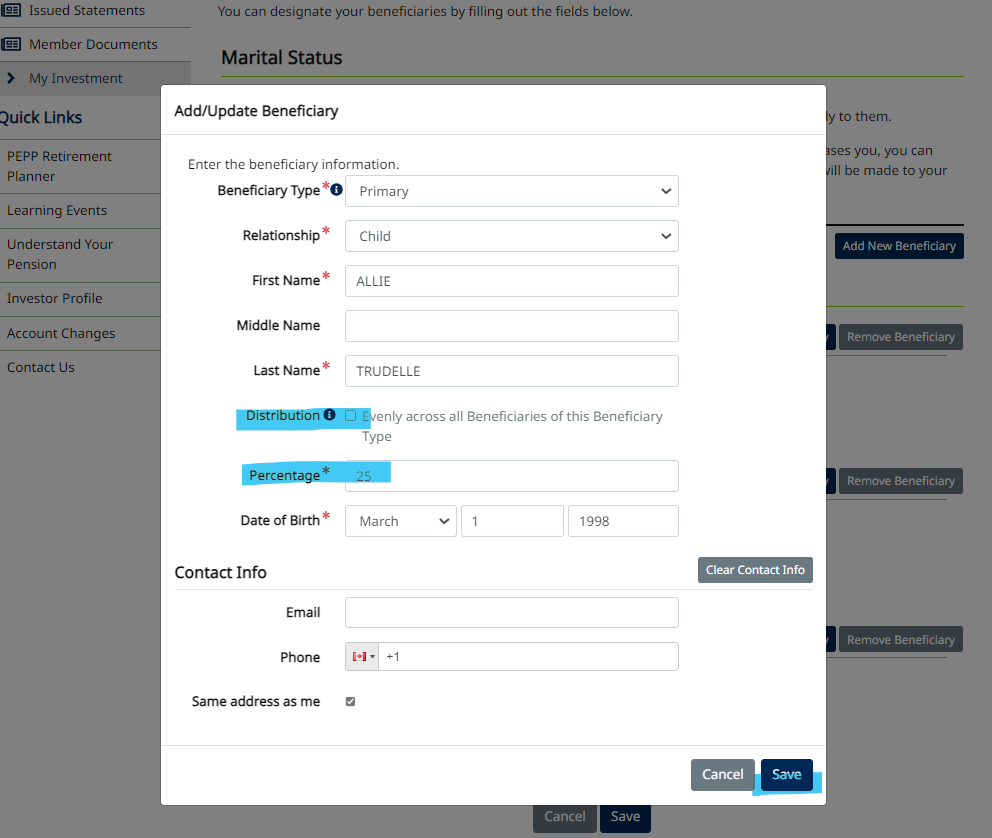 Issued Statements
You can designate your beneficiaries by filling out the fields below.
Member Documents
Marital Status
My Investment
Quick Links
PEPP Retirement
Planner
Learning Events
Understand Your
Pension
Investor Profile
Account Changes
Contact Us
ly to them.
ases you, you can
will be made to your
Add New Beneficiary
Remove Beneficiary
Remove Beneficiary
Remove Beneficiary
Add/Update Beneficiary
Enter the beneficiary information.
Beneficiary Type* Primary
Relationship* Child
First Name* ALLIE
Middle Name
Last Name* TRUDELLE
Distribution Evenly across all Beneficiaries of this Beneficiary
Type
Percentage* 25
Date of Birth* March 1 1998
Contact Info Clear Contact Info
Email
Phone +1
Same address as me
Cancel Save
Cancel Save